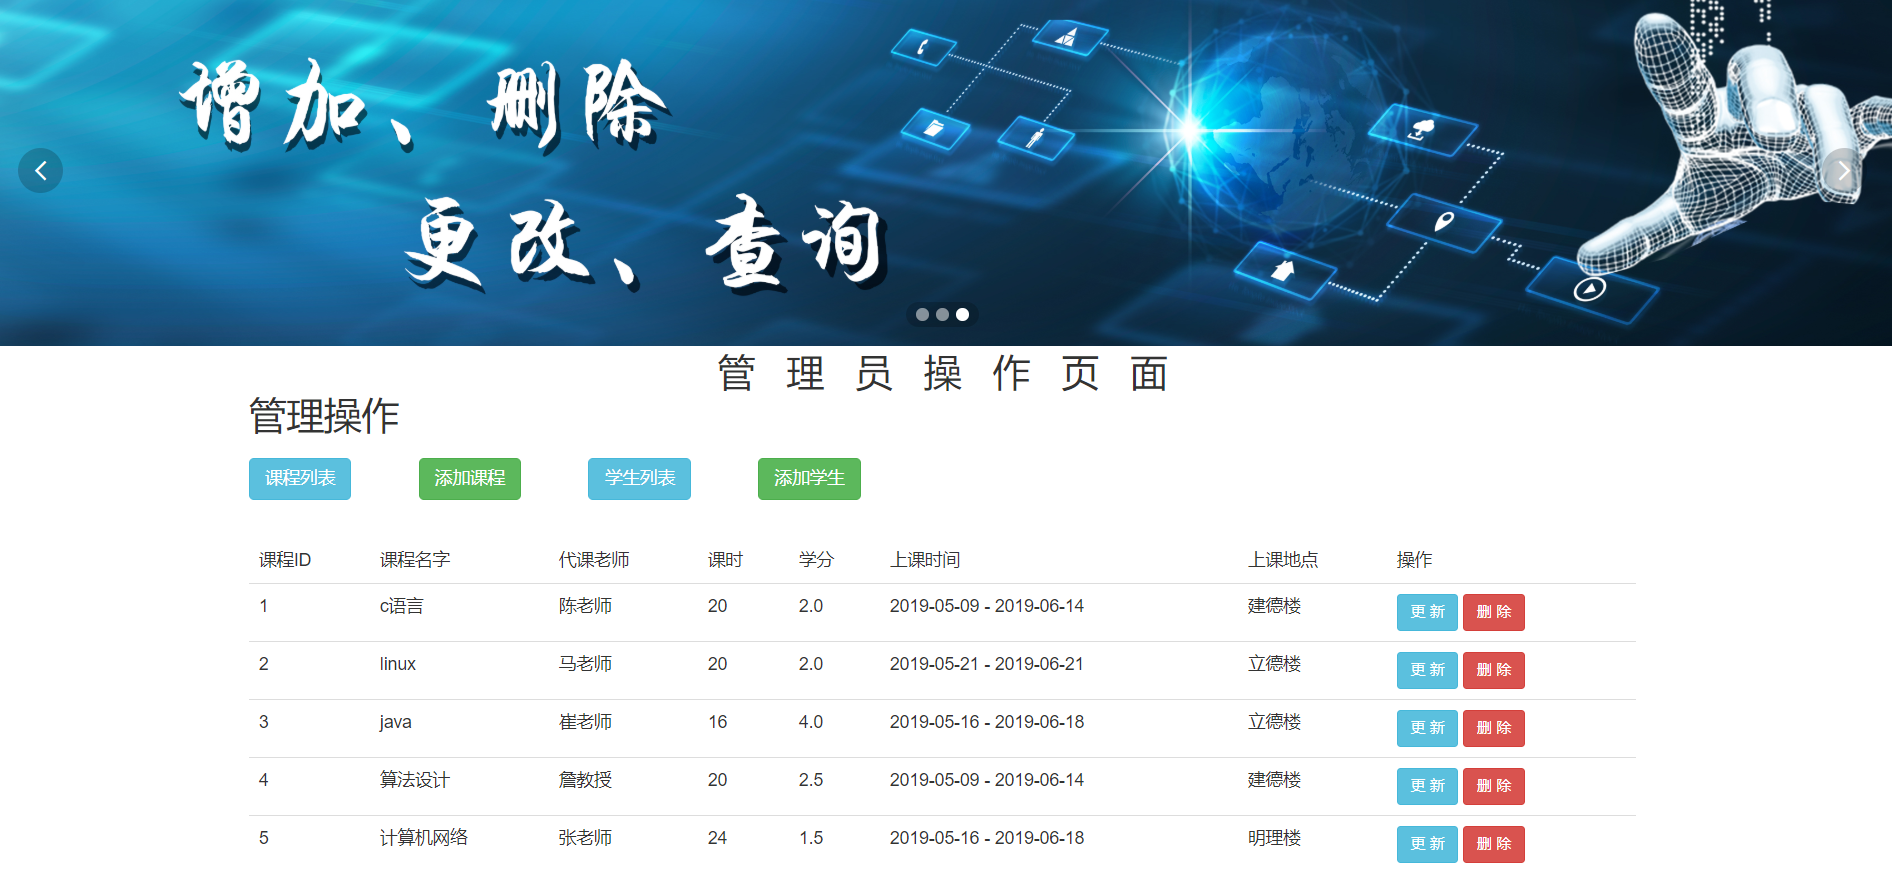 增加、删除
更改、查询
管 理 员 操 作 页 面
管理操作
课程列表 添加课程 学生列表 添加学生
课程ID 课程名字 代课老师 课时 学分 上课时间 上课地点 操作
1 c语言 陈老师 20 2.0 2019-05-09 - 2019-06-14 建德楼 更 新 删 除
2 linux 马老师 20 2.0 2019-05-21 - 2019-06-21 立德楼 更 新 删 除
3 java 崔老师 16 4.0 2019-05-16 - 2019-06-18 立德楼 更 新 删 除
4 算法设计 詹教授 20 2.5 2019-05-09 - 2019-06-14 建德楼 更 新 删 除
5 计算机网络 张老师 24 1.5 2019-05-16 - 2019-06-18 明理楼 更 新 删 除